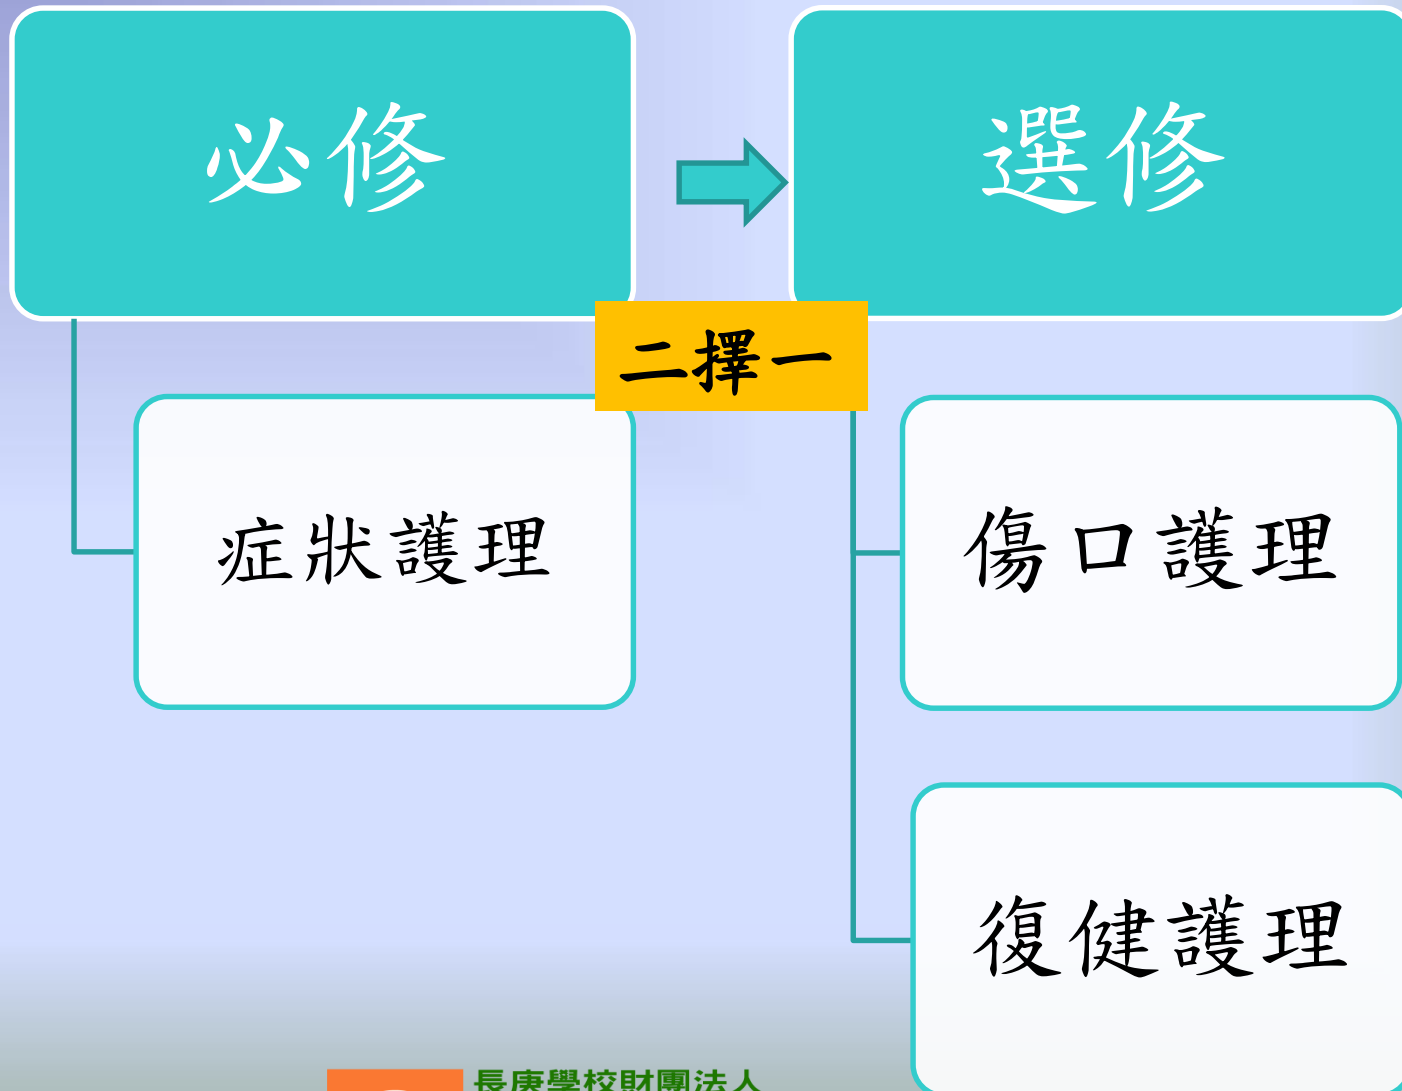 必修
選修
二擇一
症狀護理
傷口護理
復健護理
長庚學校財團法人